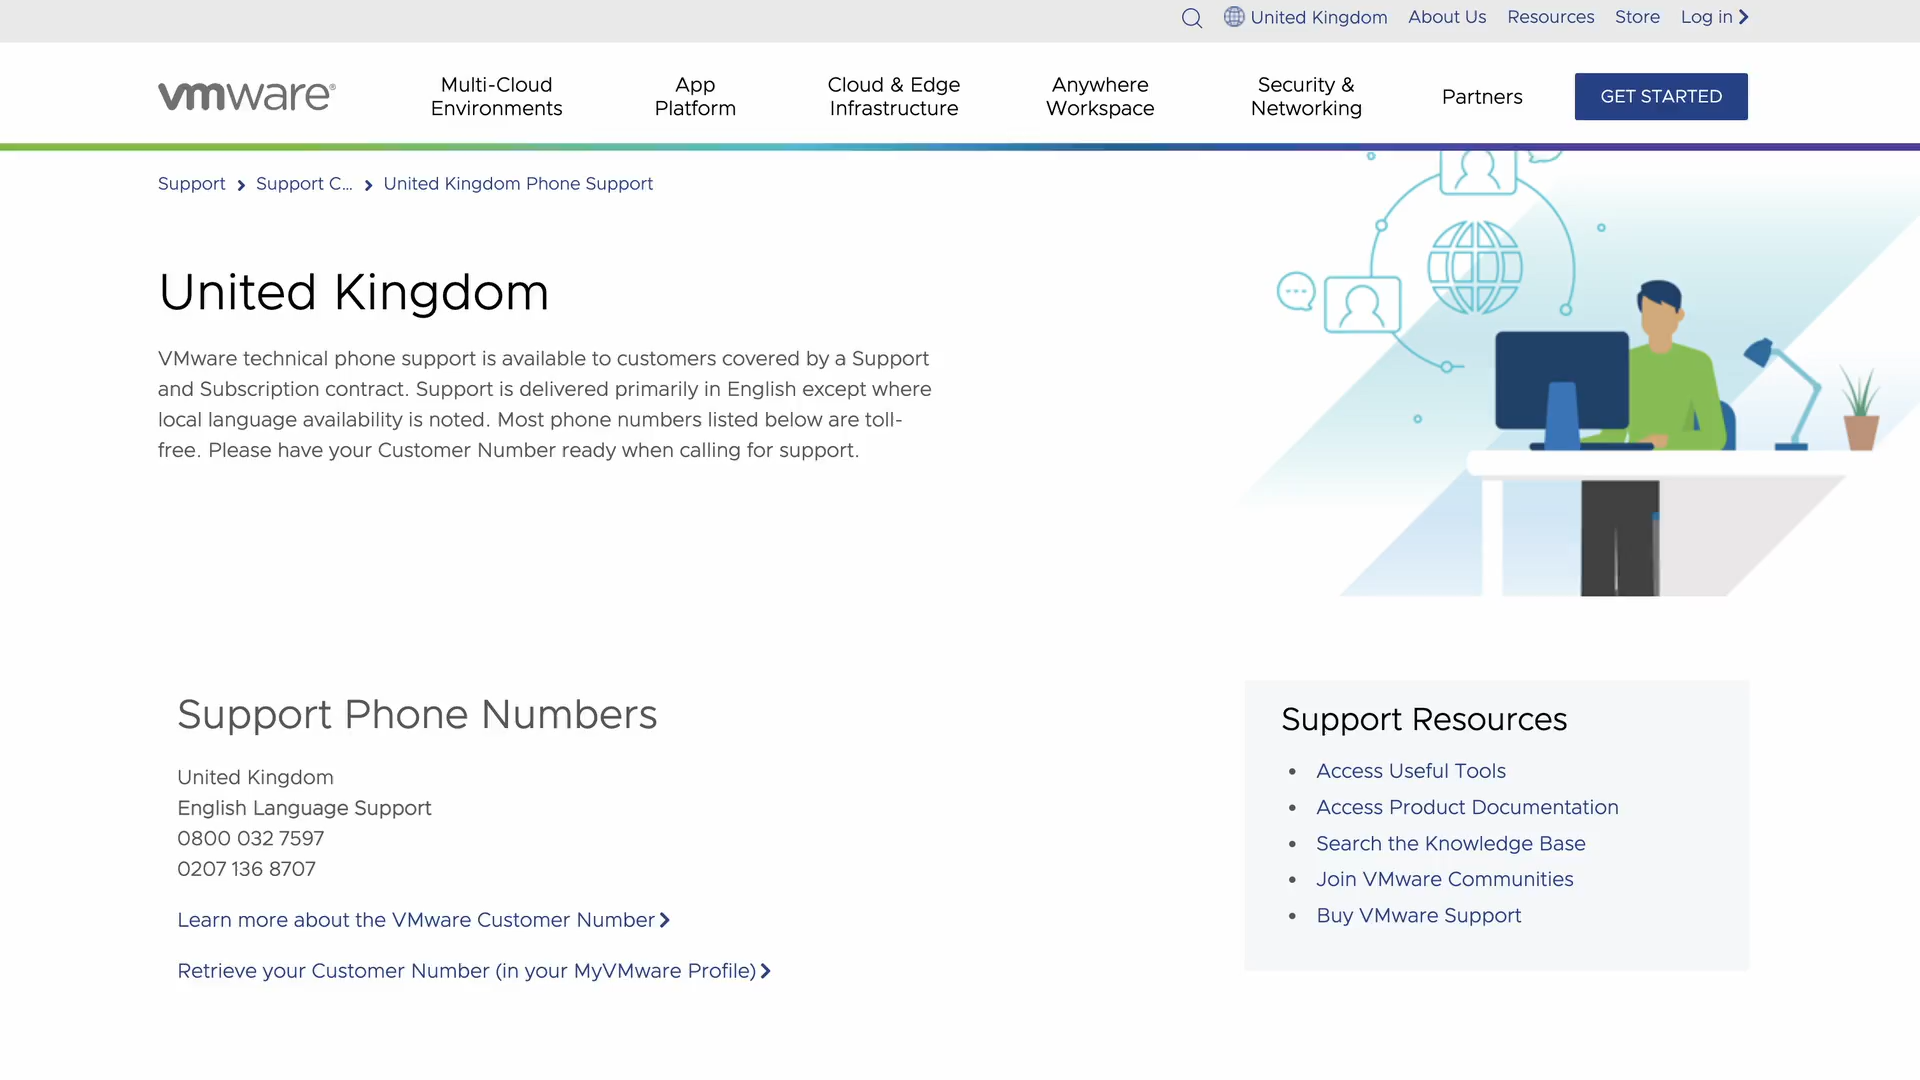 United Kingdom About Us Resources Store Log in
vmware®
Multi-Cloud
Environments
App
Platform
Cloud & Edge
Infrastructure
Anywhere
Workspace
Security &
Networking
Partners
GET STARTED
Support Support C... United Kingdom Phone Support
United Kingdom
VMware technical phone support is available to customers covered by a Support
and Subscription contract. Support is delivered primarily in English except where
local language availability is noted. Most phone numbers listed below are toll-
free. Please have your Customer Number ready when calling for support.
Support Phone Numbers
United Kingdom
English Language Support
0800 032 7597
0207 136 8707
Learn more about the VMware Customer Number
Retrieve your Customer Number (in your MyVMware Profile)
Support Resources
• Access Useful Tools
• Access Product Documentation
• Search the Knowledge Base
• Join VMware Communities
• Buy VMware Support